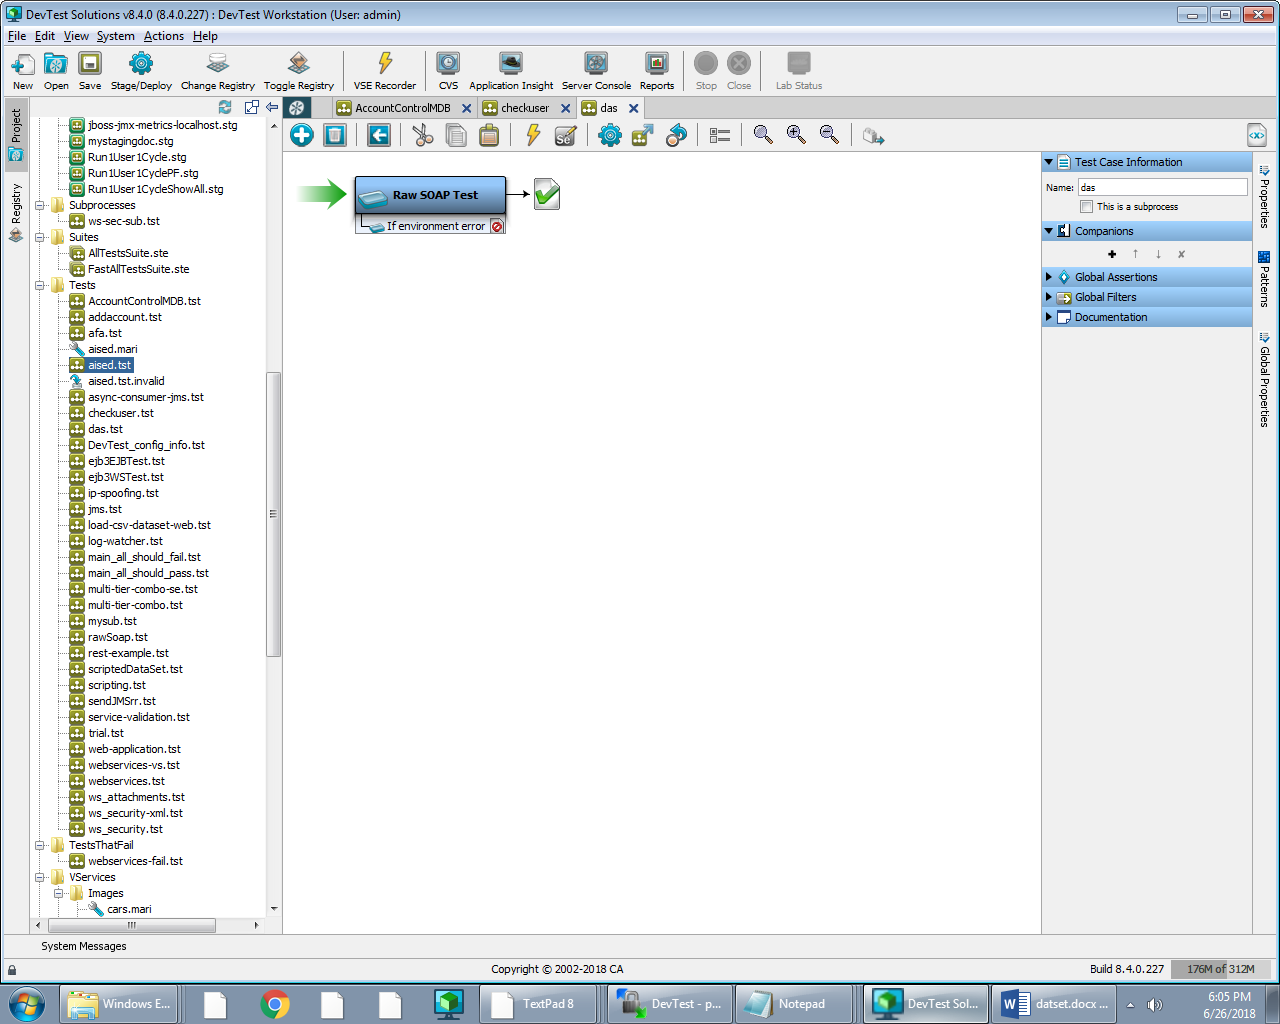 DevTest Solutions v8.4.0 (8.4.0.227) : DevTest Workstation (User: admin)
File Edit View System Actions Help
New Open Save Stage/Deploy Change Registry Toggle Registry VSE Recorder CVS Application Insight Server Console Reports Stop Close Lab Status
Project
Registry
jboss-jmx-metrics-localhost.stg
mystagingdoc.stg
Run1User1Cycle.stg
Run1User1CyclePF.stg
Run1User1CycleShowAll.stg
Subprocesses
ws-sec-sub.tst
Suites
AllTestsSuite.ste
FastAllTestsSuite.ste
Tests
AccountControlMDB.tst
addaccount.tst
afa.tst
aised.mari
aised.tst
aised.tst.invalid
async-consumer-jms.tst
checkuser.tst
das.tst
DevTest_config_info.tst
ejb3EJBTest.tst
ejb3WSTest.tst
ip-spoofing.tst
jms.tst
load-csv-dataset-web.tst
log-watcher.tst
main_all_should_fail.tst
main_all_should_pass.tst
multi-tier-combo-se.tst
multi-tier-combo.tst
mysub.tst
rawSoap.tst
rest-example.tst
scriptedDataSet.tst
scripting.tst
sendJMSrr.tst
service-validation.tst
trial.tst
web-application.tst
webservices-vs.tst
webservices.tst
ws_attachments.tst
ws_security-xml.tst
ws_security.tst
TestsThatFail
webservices-fail.tst
VServices
Images
cars.mari
AccountControlMDB checkuser das
Se
Raw SOAP Test
If environment error
Test Case Information
Name: das
This is a subprocess
Companions
Global Assertions
Global Filters
Documentation
Properties
Patterns
Global Properties
System Messages
Copyright © 2002-2018 CA
Build 8.4.0.227 176M of 312M
Windows E... TextPad 8 DevTest - p... Notepad DevTest Sol... datset.docx ...
6:05 PM
6/26/2018